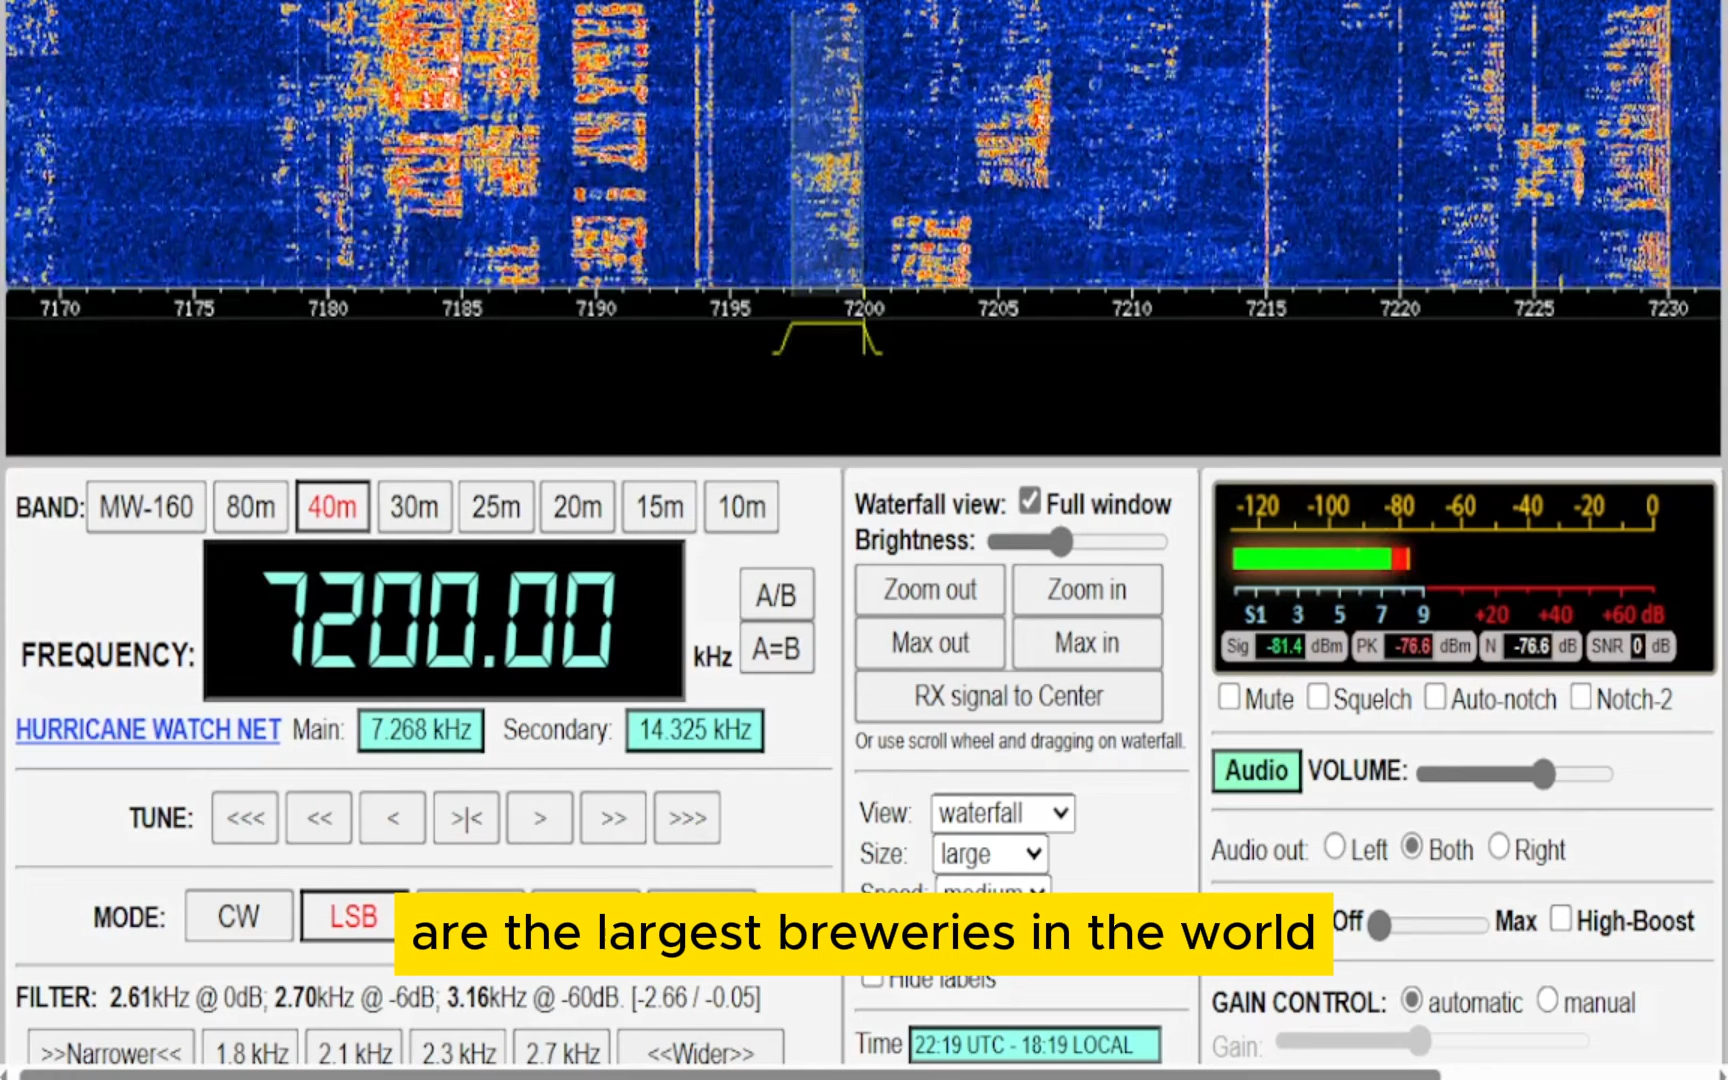 7170 7175 7180 7185 7190 7195 7200 7205 7210 7215 7220 7225 7230
BAND: MW-160 80m 40m 30m 25m 20m 15m 10m
FREQUENCY: 7200.00 kHz A/B
A=B
HURRICANE WATCH NET Main: 7.268 kHz Secondary: 14.325 kHz
TUNE: <<< << < >|< > >> >>>
MODE: CW LSB
FILTER: 2.61kHz @ 0dB; 2.70kHz @ -6dB; 3.16kHz @ -60dB. [-2.66 / -0.05]
>>Narrower<< 1.8 kHz 2.1 kHz 2.3 kHz 2.7 kHz <<Wider>>
Waterfall view: Full window
Brightness:
Zoom out Zoom in
Max out Max in
RX signal to Center
Or use scroll wheel and dragging on waterfall.
View: waterfall
Size: large
Speed: medium
are the largest breweries in the world
Hide labels
Time 22:19 UTC - 18:19 LOCAL
-120 -100 -80 -60 -40 -20 0
S1 3 5 7 9 +20 +40 +60 dB
Sig -81.4 dBm PK -76.6 dBm N -76.6 dB SNR 0 dB
Mute Squelch Auto-notch Notch-2
Audio VOLUME:
Audio out: Left Both Right
Off Max High-Boost
GAIN CONTROL: automatic manual
Gain: